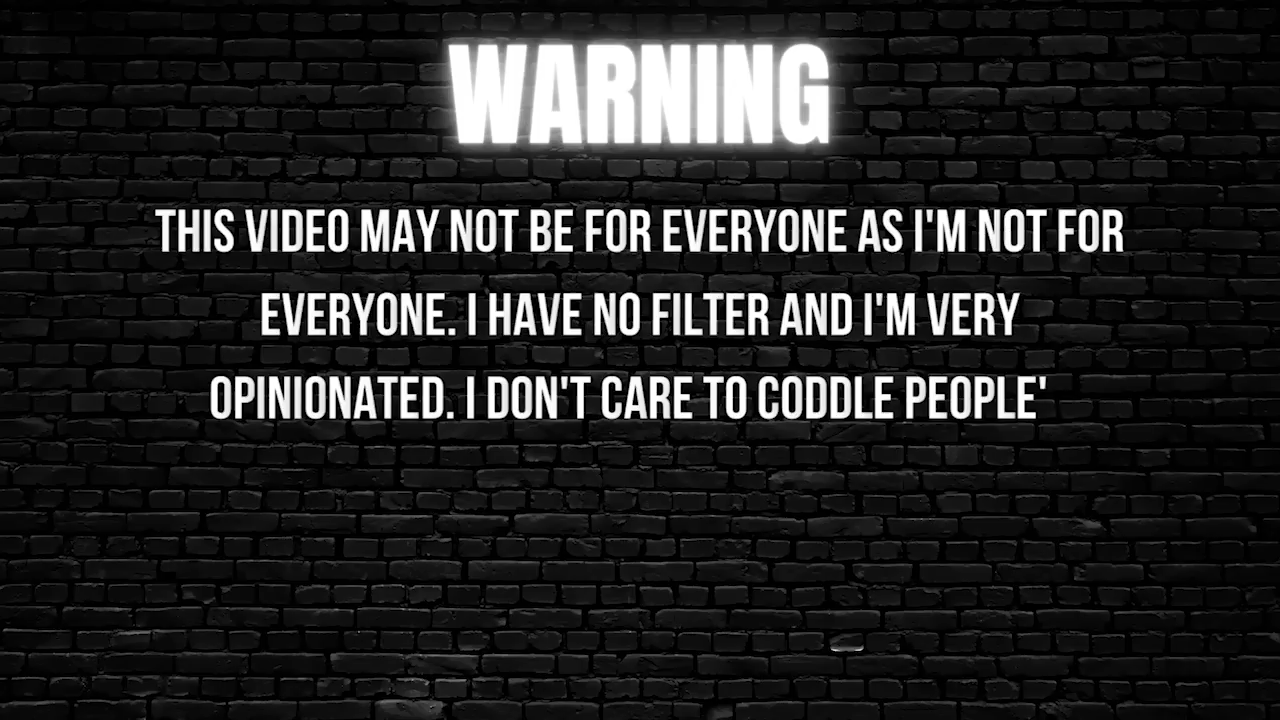 WARNING
THIS VIDEO MAY NOT BE FOR EVERYONE AS I'M NOT FOR
EVERYONE. I HAVE NO FILTER AND I'M VERY
OPINIONATED. I DON'T CARE TO CODDLE PEOPLE'